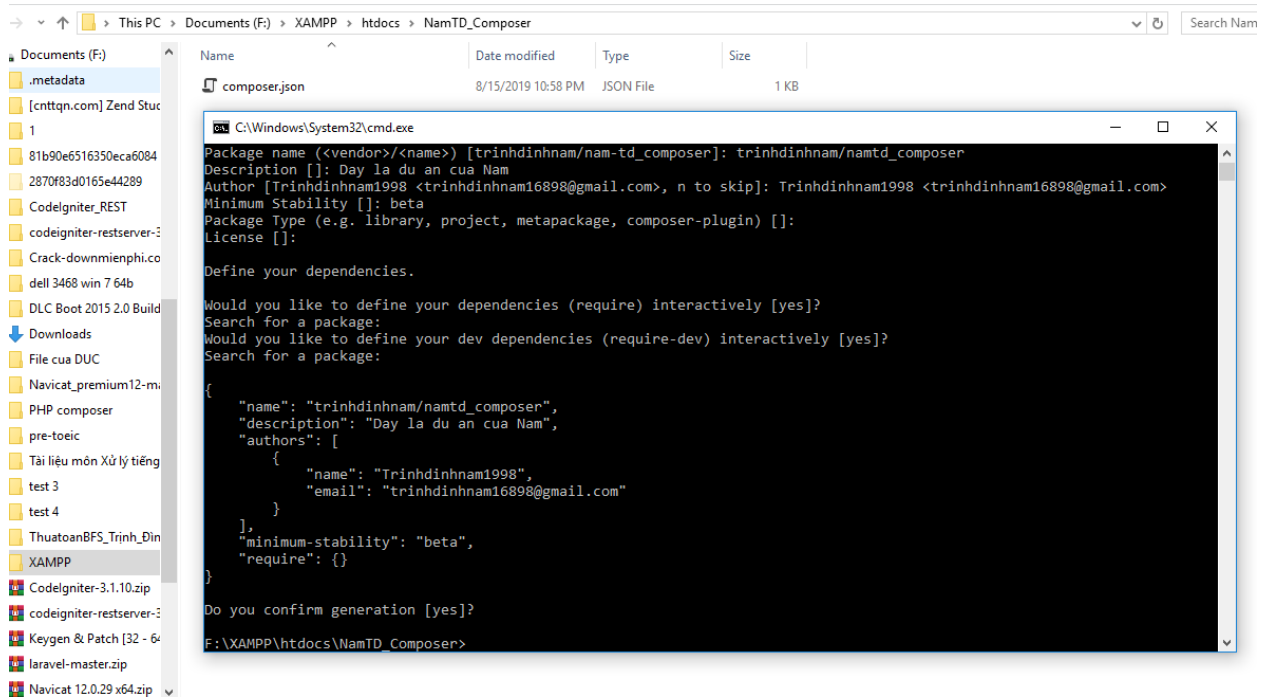 This PC > Documents (F:) > XAMPP > htdocs > NamTD_Composer
Search Nam
Documents (F:)
.metadata
[cnttqn.com] Zend Stuc
1
81b90e6516350eca6084
2870f83d0165e44289
CodeIgniter_REST
codeigniter-restserver-3
Crack-downmienphi.co
dell 3468 win 7 64b
DLC Boot 2015 2.0 Build
Downloads
File cua DUC
Navicat_premium12-ma
PHP composer
pre-toeic
Tài liệu môn Xử lý tiếng
test 3
test 4
ThuatoanBFS_Trịnh_Đìn
XAMPP
CodeIgniter-3.1.10.zip
codeigniter-restserver-3
Keygen & Patch [32 - 64
laravel-master.zip
Navicat 12.0.29 x64.zip
Name Date modified Type Size
composer.json 8/15/2019 10:58 PM JSON File 1 KB
C:\Windows\System32\cmd.exe
Package name (<vendor>/<name>) [trinhdinhnam/nam-td_composer]: trinhdinhnam/namtd_composer
Description []: Day la du an cua Nam
Author [Trinhdinhnam1998 <trinhdinhnam16898@gmail.com>, n to skip]: Trinhdinhnam1998 <trinhdinhnam16898@gmail.com>
Minimum Stability []: beta
Package Type (e.g. library, project, metapackage, composer-plugin) []:
License []:
Define your dependencies.
Would you like to define your dependencies (require) interactively [yes]?
Search for a package:
Would you like to define your dev dependencies (require-dev) interactively [yes]?
Search for a package:
{
    "name": "trinhdinhnam/namtd_composer",
    "description": "Day la du an cua Nam",
    "authors": [
        {
            "name": "Trinhdinhnam1998",
            "email": "trinhdinhnam16898@gmail.com"
        }
    ],
    "minimum-stability": "beta",
    "require": {}
}
Do you confirm generation [yes]?
F:\XAMPP\htdocs\NamTD_Composer>